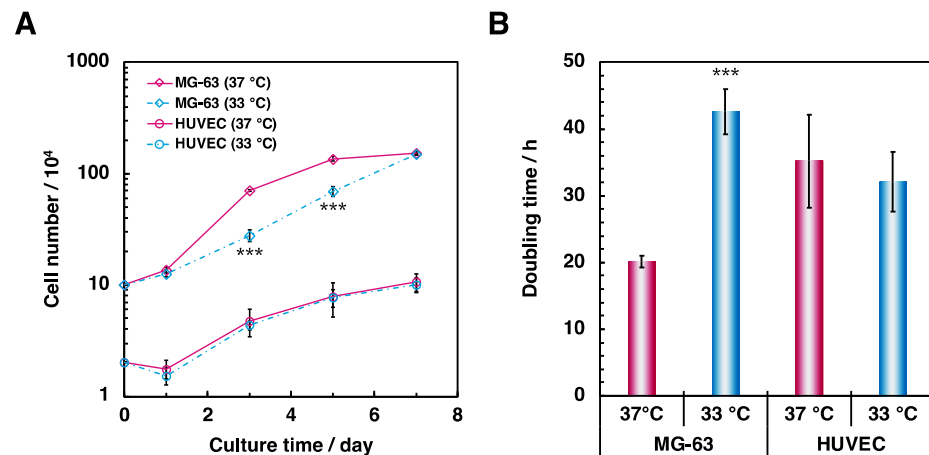 A
1000
100
10
1
Cell number / 10⁴
MG-63 (37 °C)
MG-63 (33 °C)
HUVEC (37 °C)
HUVEC (33 °C)
***
***
0 2 4 6 8
Culture time / day
B
50
40
30
20
10
0
Doubling time / h
***
37°C 33 °C 37 °C 33 °C
MG-63 HUVEC